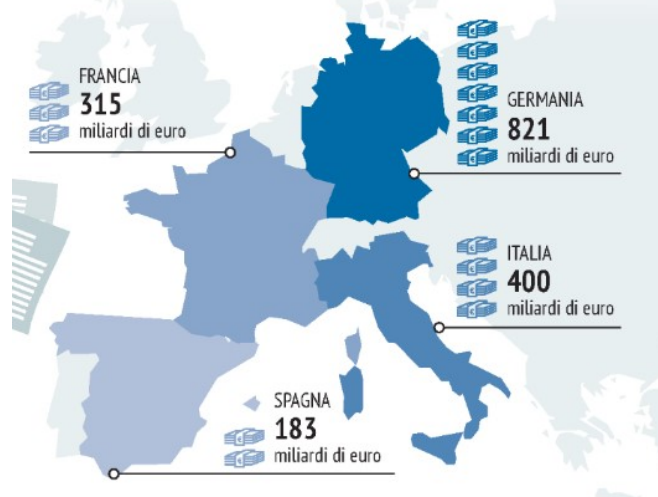 FRANCIA
315
miliardi di euro
GERMANIA
821
miliardi di euro
ITALIA
400
miliardi di euro
SPAGNA
183
miliardi di euro